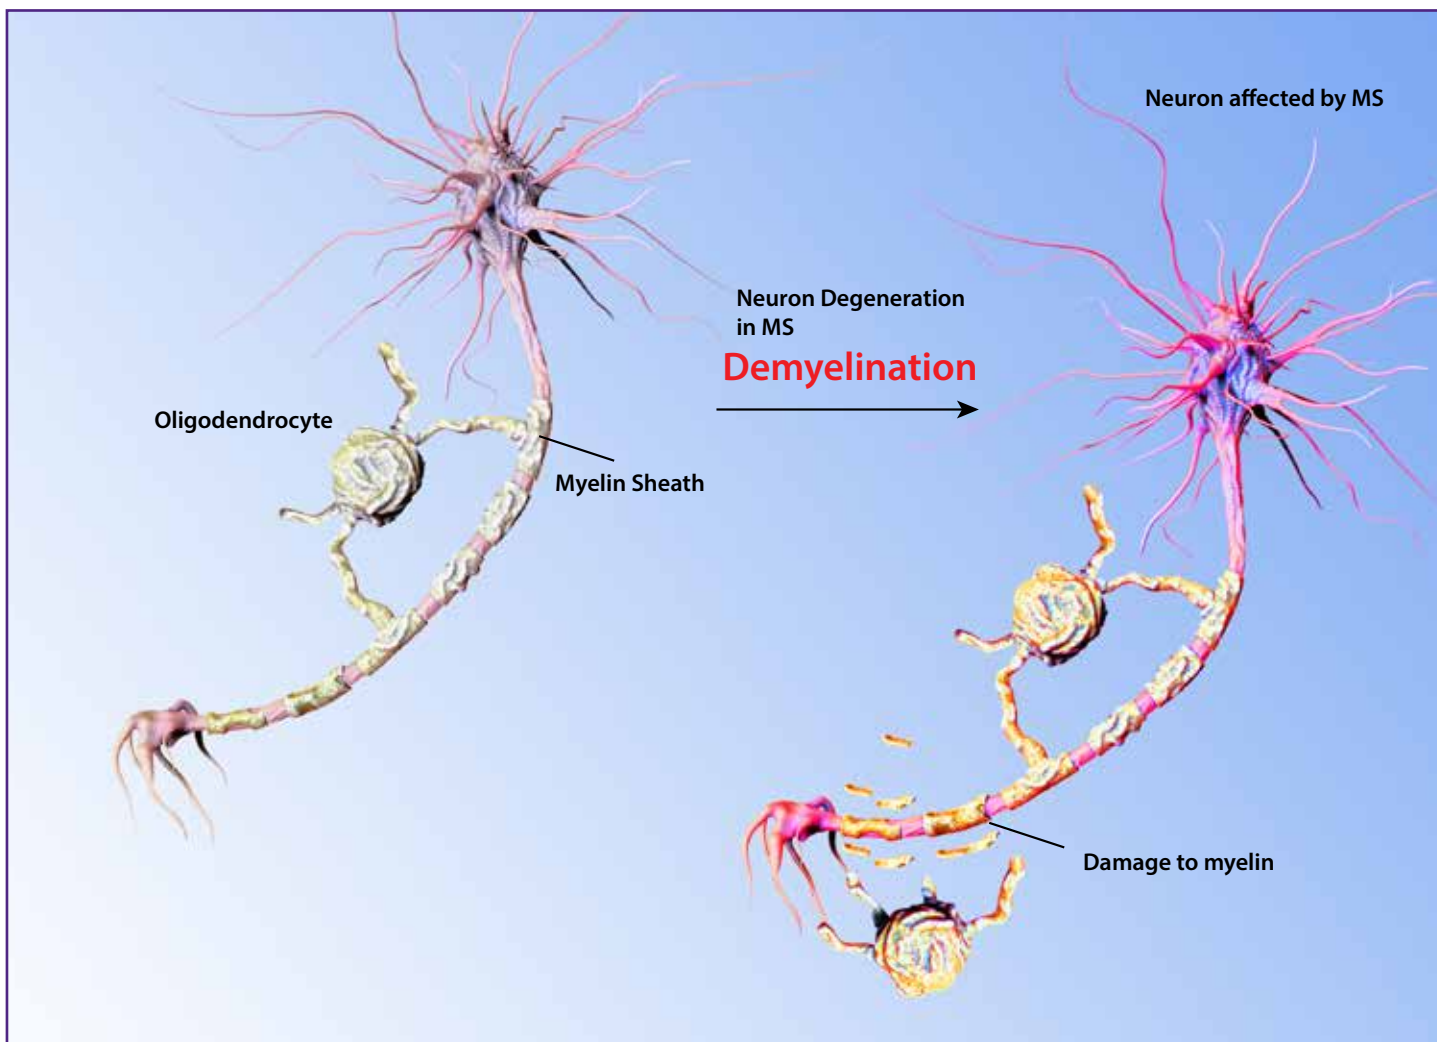 Neuron affected by MS
Neuron Degeneration
in MS
Demyelination
Oligodendrocyte
Myelin Sheath
Damage to myelin